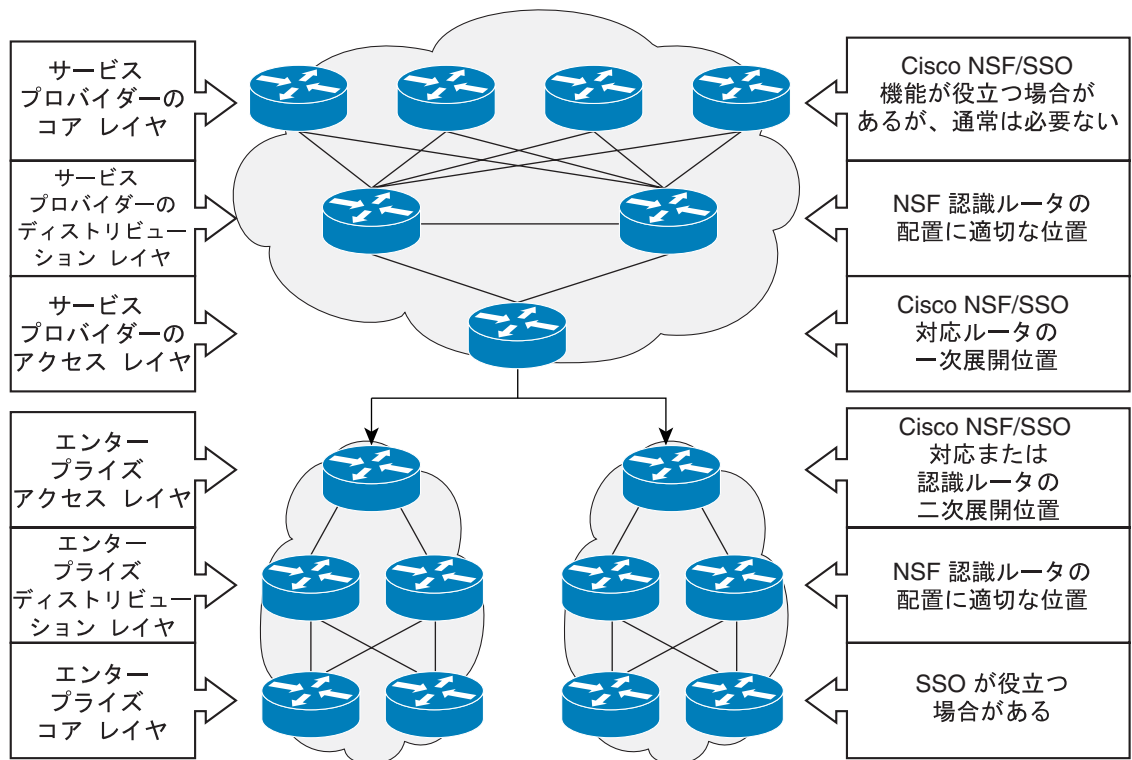 サービス
プロバイダーの
コア レイヤ
Cisco NSF/SSO
機能が役立つ場合が
あるが、通常は必要ない
サービス
プロバイダーの
ディストリビュー
ション レイヤ
NSF 認識ルータの
配置に適切な位置
サービス
プロバイダーの
アクセス レイヤ
Cisco NSF/SSO
対応ルータの
一次展開位置
エンター
プライズ
アクセス レイヤ
Cisco NSF/SSO
対応または
認識ルータの
二次展開位置
エンター
プライズ
ディストリビュー
ション レイヤ
NSF 認識ルータの
配置に適切な位置
エンター
プライズ
コア レイヤ
SSO が役立つ
場合がある